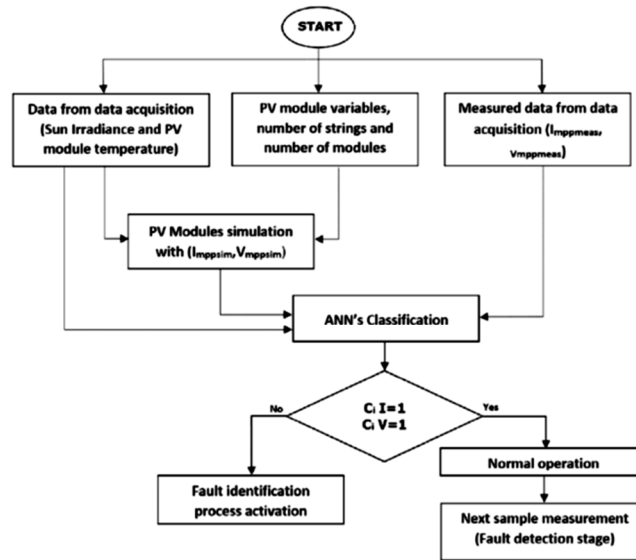 START
Data from data acquisition
(Sun Irradiance and PV
module temperature)
PV module variables,
number of strings and
number of modules
Measured data from data
acquisition (Imppmeas,
Vmppmeas)
PV Modules simulation
with (Imppsim,Vmppsim)
ANN's Classification
No
Ci I=1
Ci V=1
Yes
Fault identification
process activation
Normal operation
Next sample measurement
(Fault detection stage)